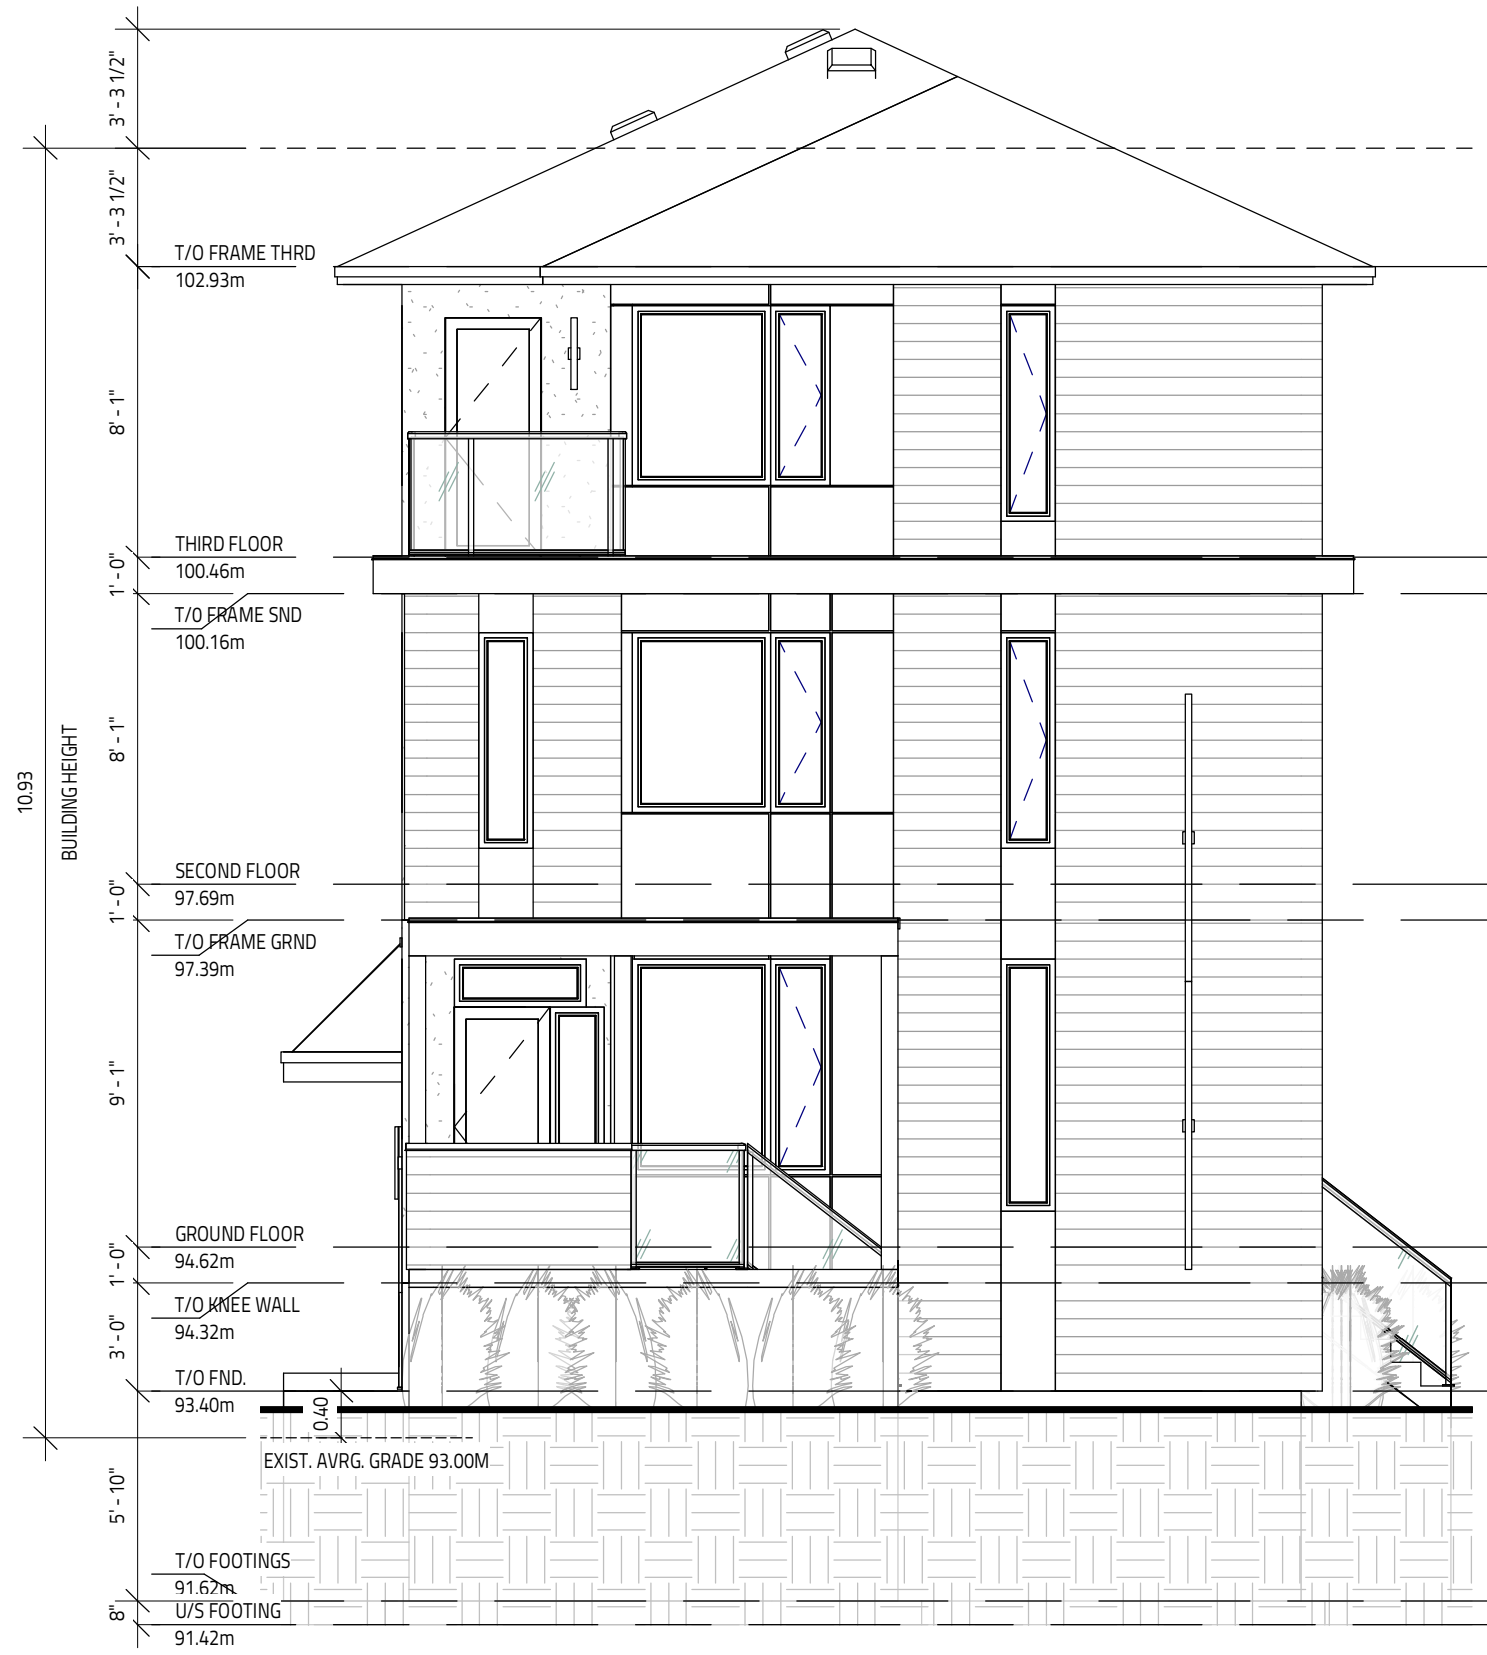 3' - 3 1/2"
3' - 3 1/2"
T/O FRAME THRD
102.93m
8' - 1"
THIRD FLOOR
100.46m
1' - 0"
T/O FRAME SND
100.16m
8' - 1"
BUILDING HEIGHT
10.93
SECOND FLOOR
97.69m
1' - 0"
T/O FRAME GRND
97.39m
9' - 1"
GROUND FLOOR
94.62m
1' - 0"
T/O KNEE WALL
94.32m
3' - 0"
T/O FND.
93.40m
0.40
EXIST. AVRG. GRADE 93.00M
5' - 10"
T/O FOOTINGS
91.62m
8"
U/S FOOTING
91.42m